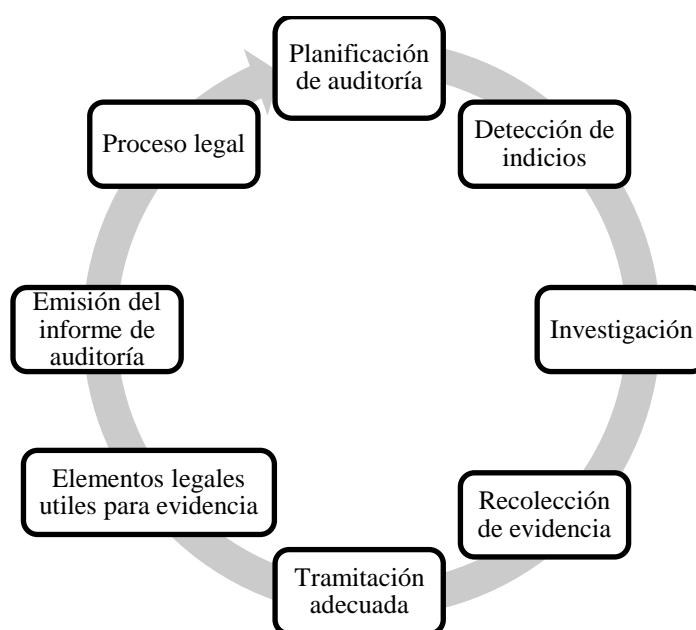 Planificación
de auditoría
Detección de
indicios
Investigación
Recolección
de evidencia
Tramitación
adecuada
Elementos legales
utiles para evidencia
Emisión del
informe de
auditoría
Proceso legal